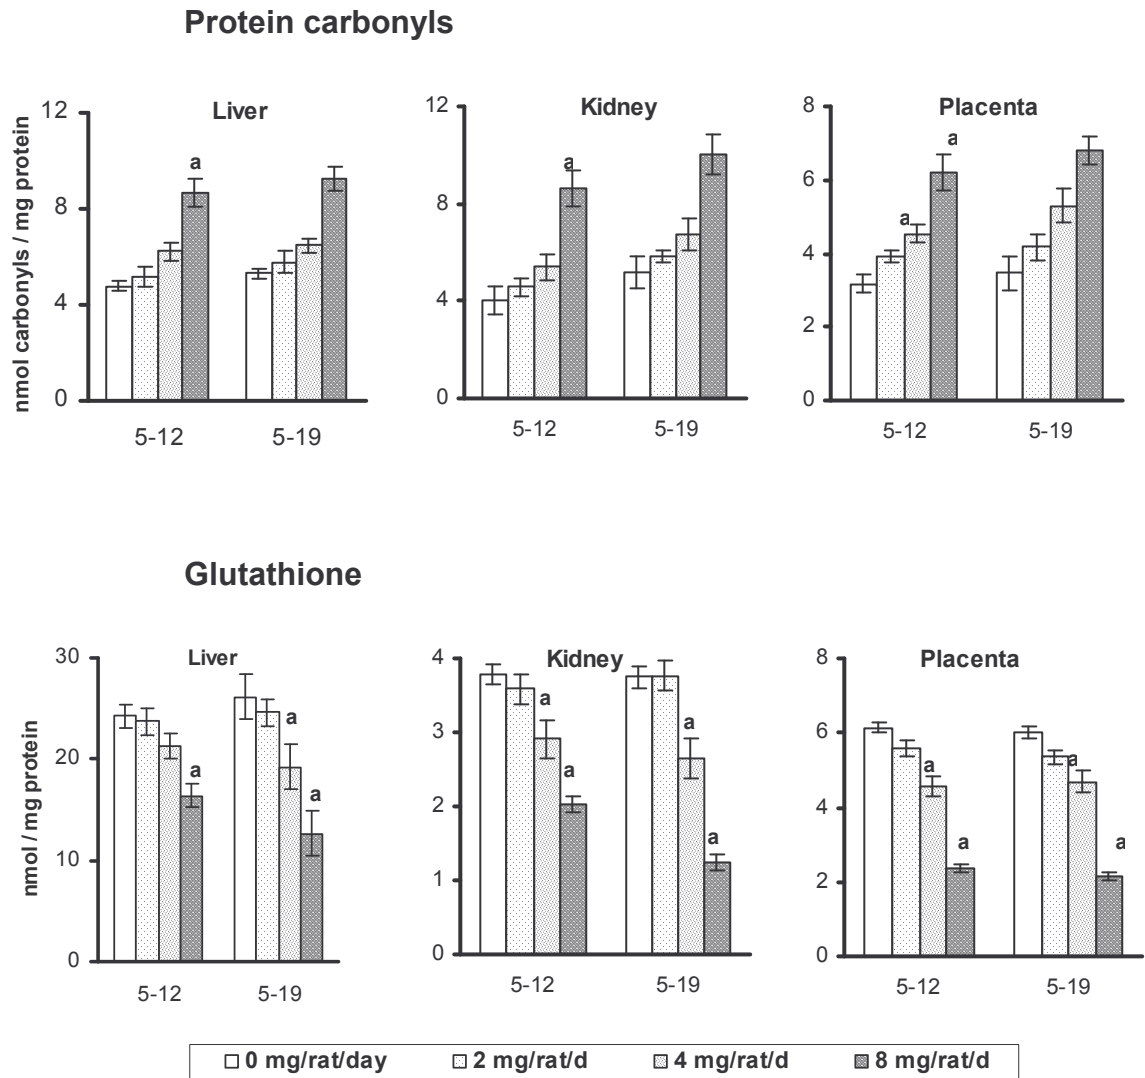 Protein carbonyls
Liver
Kidney
Placenta
nmol carbonyls / mg protein
12
8
4
0
a
5-12
5-19
12
8
4
0
a
5-12
5-19
8
6
4
2
0
a
a
5-12
5-19
Glutathione
Liver
Kidney
Placenta
nmol / mg protein
30
20
10
0
a
a
a
5-12
5-19
4
3
2
1
0
a
a
a
a
5-12
5-19
8
6
4
2
0
a
a
a
a
5-12
5-19
0 mg/rat/day 2 mg/rat/d 4 mg/rat/d 8 mg/rat/d